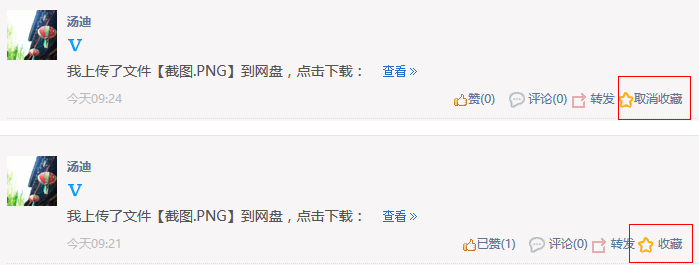 汤迪
V
我上传了文件【截图.PNG】到网盘，点击下载： 查看»
今天09:24 赞(0) 评论(0) 转发 取消收藏
汤迪
V
我上传了文件【截图.PNG】到网盘，点击下载： 查看»
今天09:21 已赞(1) 评论(0) 转发 收藏